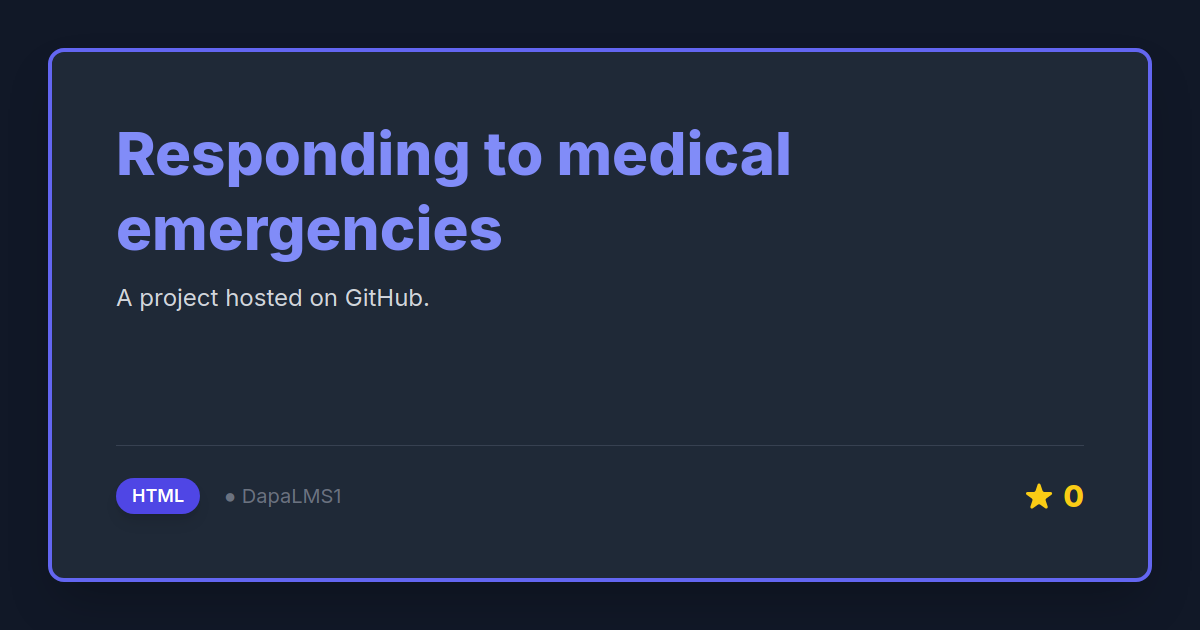 Responding to medical
emergencies
A project hosted on GitHub.
HTML
DapaLMS1
0